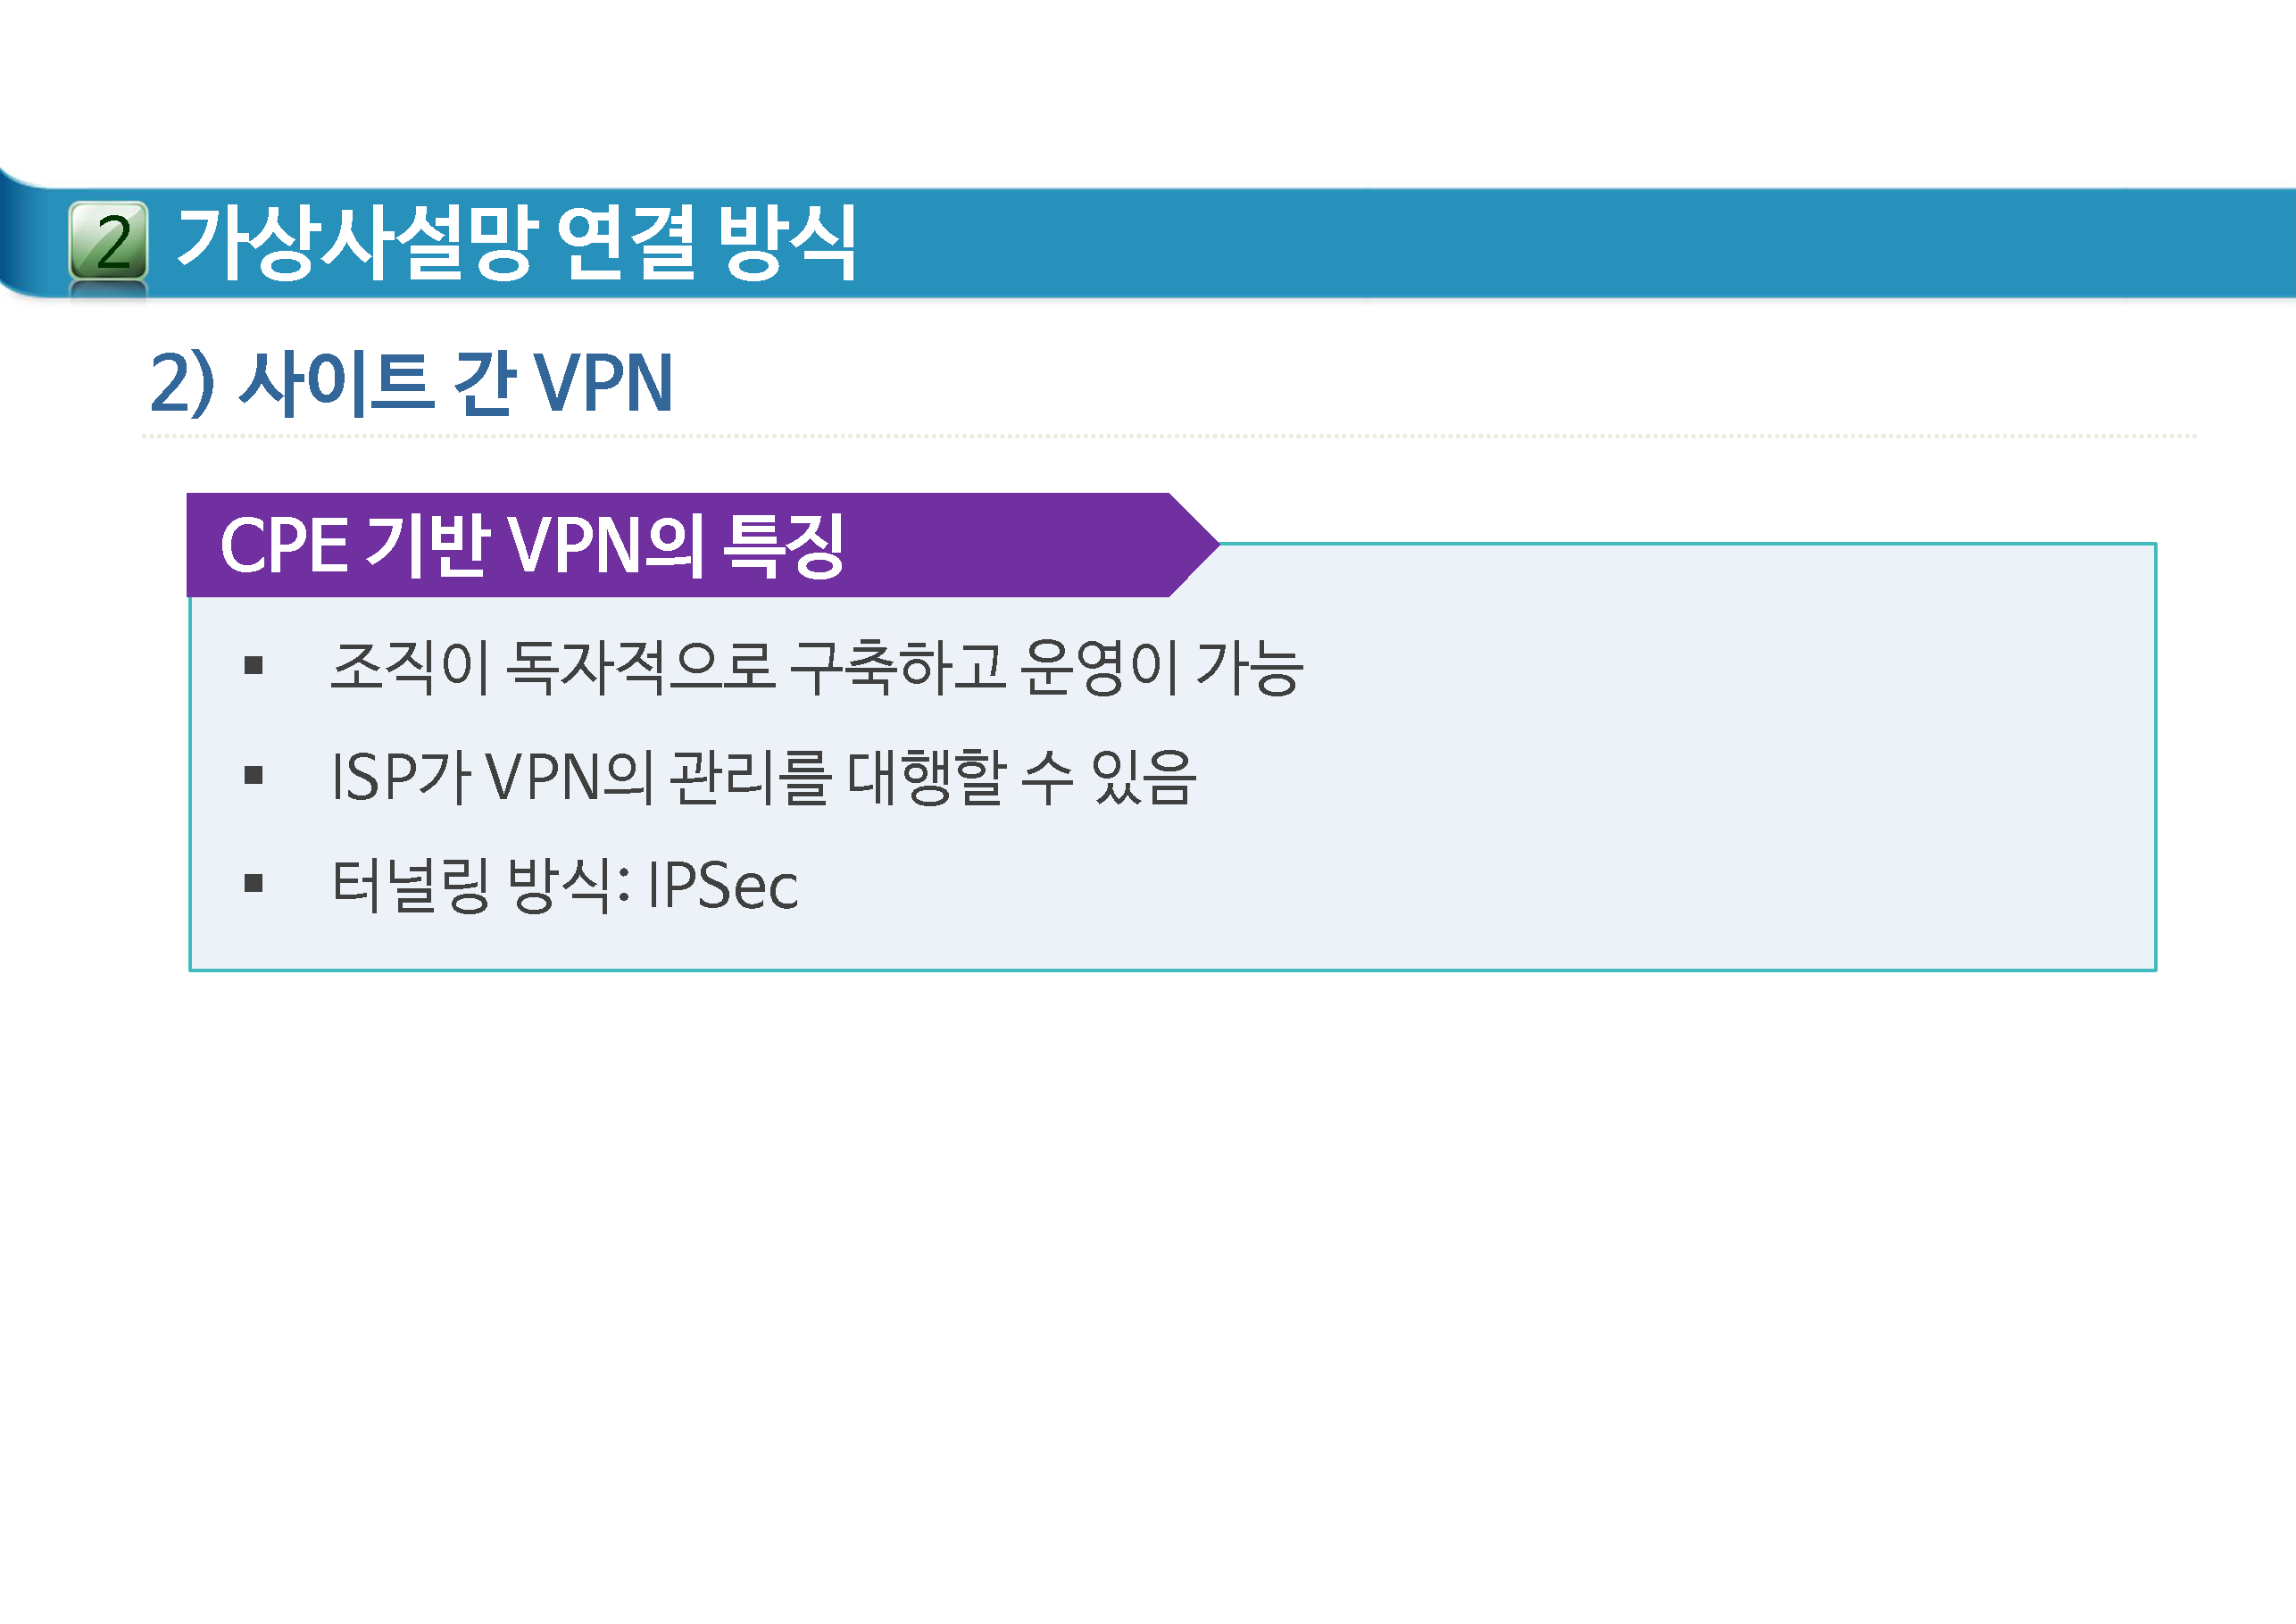 2 가상사설망 연결 방식
2) 사이트 간 VPN
CPE 기반 VPN의 특징
▪ 조직이 독자적으로 구축하고 운영이 가능
▪ ISP가 VPN의 관리를 대행할 수 있음
▪ 터널링 방식: IPSec